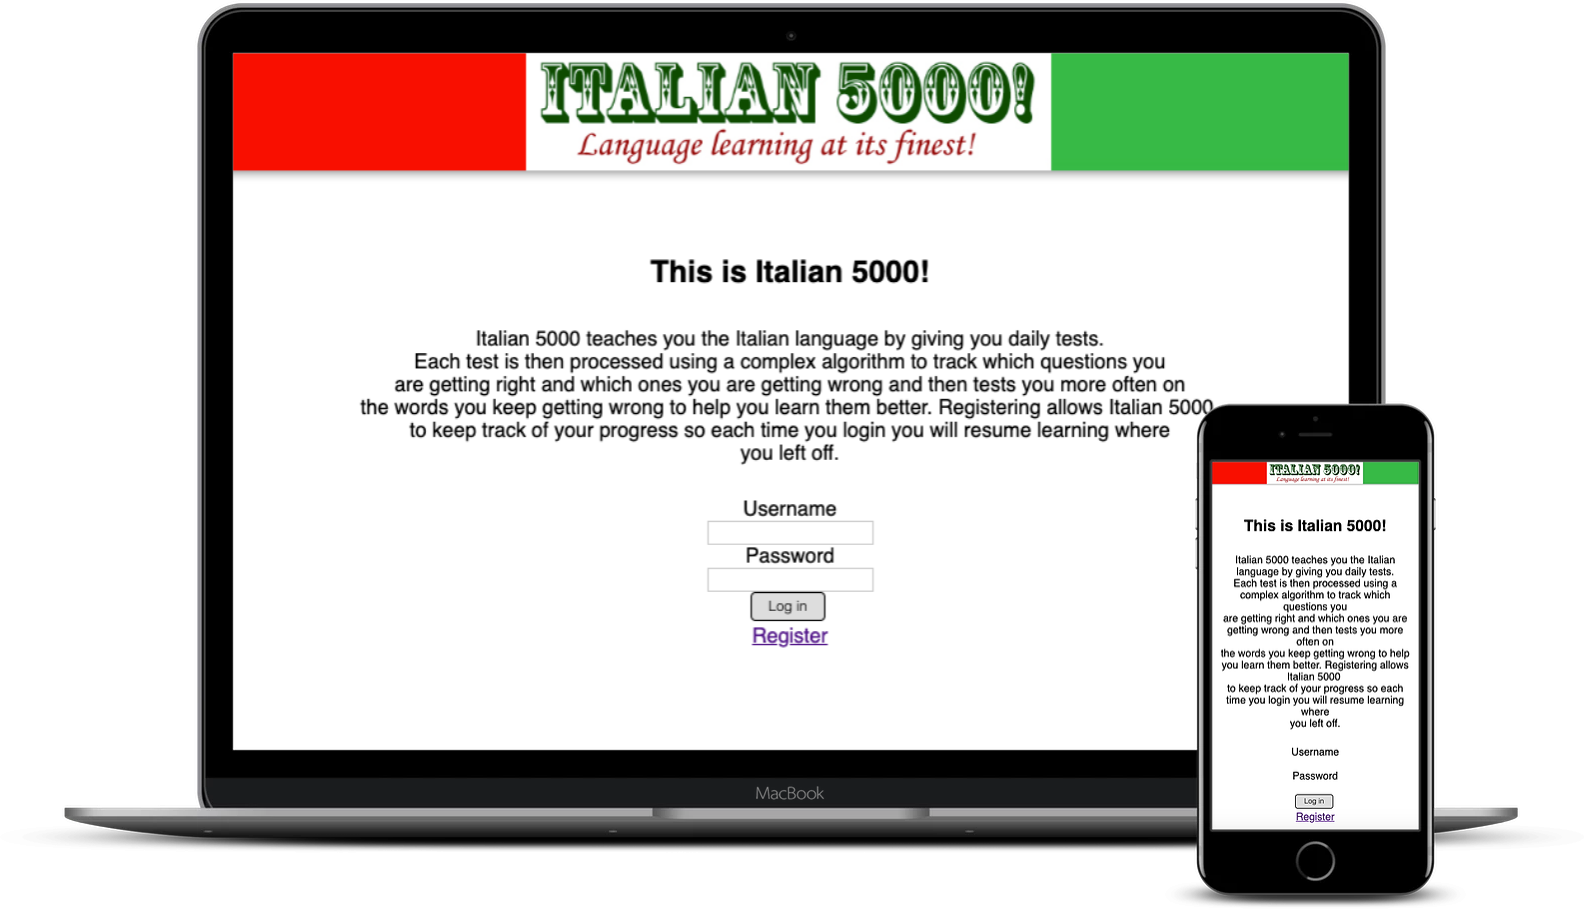 ITALIAN 5000!
Language learning at its finest!
This is Italian 5000!
Italian 5000 teaches you the Italian language by giving you daily tests.
Each test is then processed using a complex algorithm to track which questions you
are getting right and which ones you are getting wrong and then tests you more often on
the words you keep getting wrong to help you learn them better. Registering allows Italian 5000
to keep track of your progress so each time you login you will resume learning where
you left off.
Username
Password
Log in
Register
MacBook
ITALIAN 5000!
Language learning at its finest!
This is Italian 5000!
Italian 5000 teaches you the Italian
language by giving you daily tests.
Each test is then processed using a
complex algorithm to track which
questions you
are getting right and which ones you are
getting wrong and then tests you more
often on
the words you keep getting wrong to help
you learn them better. Registering allows
Italian 5000
to keep track of your progress so each
time you login you will resume learning
where
you left off.
Username
Password
Log in
Register